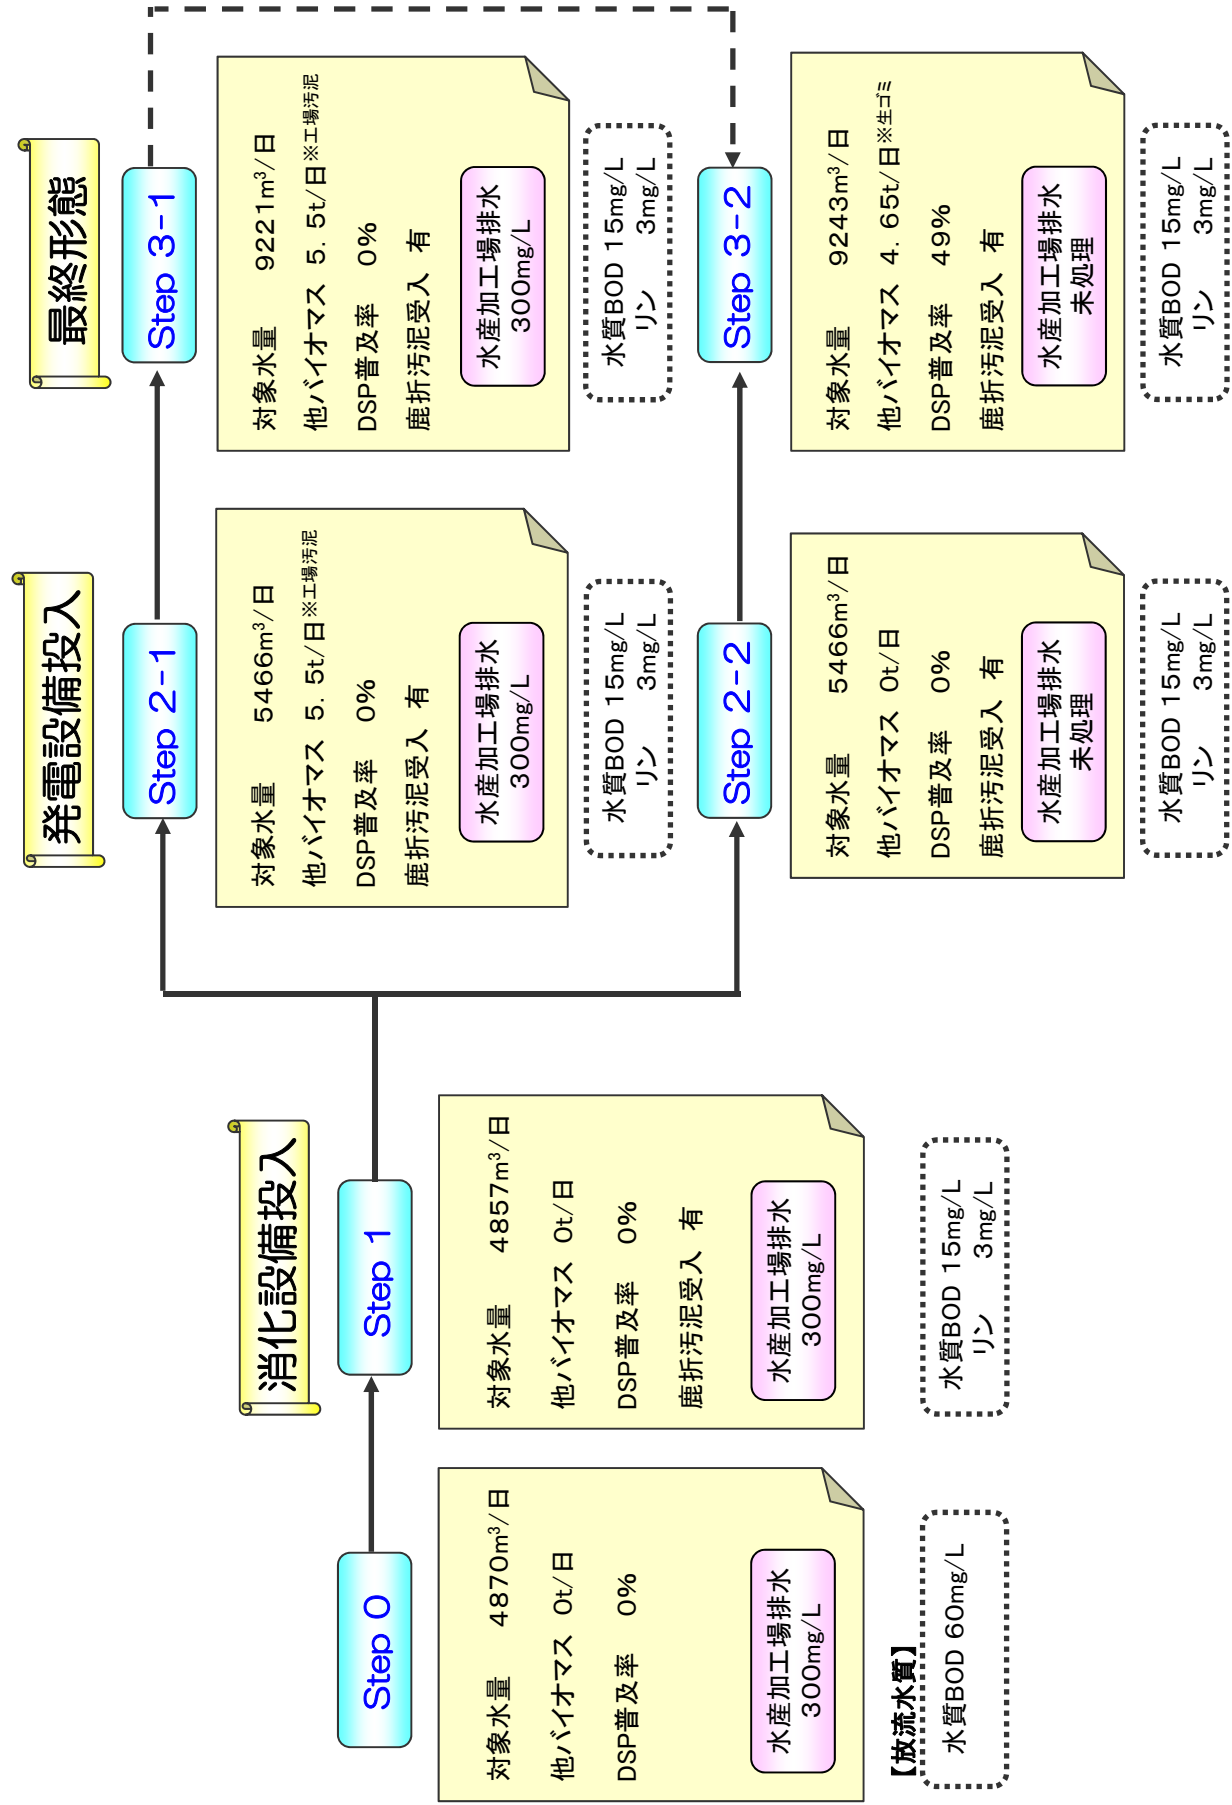 Step 0
対象水量 4870m³/日
他バイオマス 0t/日
DSP普及率 0%
水産加工場排水
300mg/L
【放流水質】
水質BOD 60mg/L
消化設備投入
Step 1
対象水量 4857m³/日
他バイオマス 0t/日
DSP普及率 0%
鹿折汚泥受入 有
水産加工場排水
300mg/L
水質BOD 15mg/L
リン 3mg/L
発電設備投入
Step 2-1
対象水量 5466m³/日
他バイオマス 5.5t/日※工場汚泥
DSP普及率 0%
鹿折汚泥受入 有
水産加工場排水
300mg/L
水質BOD 15mg/L
リン 3mg/L
Step 2-2
対象水量 5466m³/日
他バイオマス 0t/日
DSP普及率 0%
鹿折汚泥受入 有
水産加工場排水
未処理
水質BOD 15mg/L
リン 3mg/L
最終形態
Step 3-1
対象水量 9221m³/日
他バイオマス 5.5t/日※工場汚泥
DSP普及率 0%
鹿折汚泥受入 有
水産加工場排水
300mg/L
水質BOD 15mg/L
リン 3mg/L
Step 3-2
対象水量 9243m³/日
他バイオマス 4.65t/日※生ゴミ
DSP普及率 49%
鹿折汚泥受入 有
水産加工場排水
未処理
水質BOD 15mg/L
リン 3mg/L